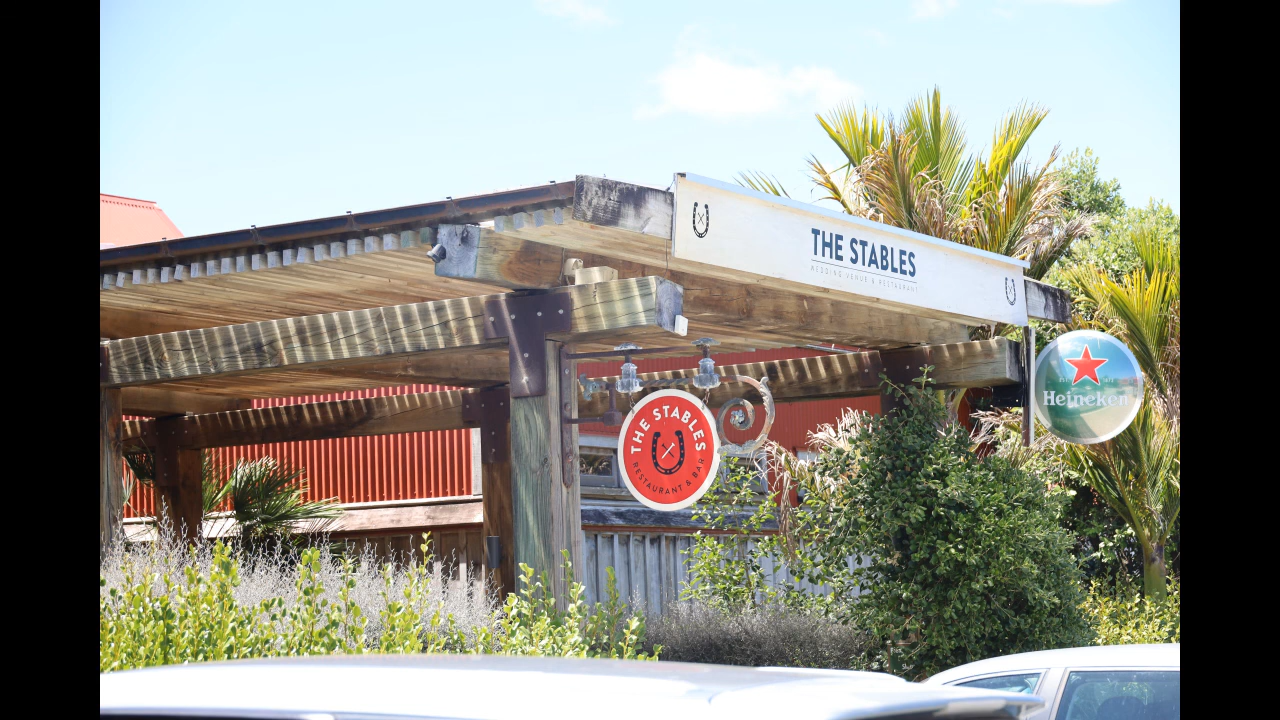 THE STABLES
WEDDING VENUE & RESTAURANT
THE STABLES
RESTAURANT & BAR
Heineken